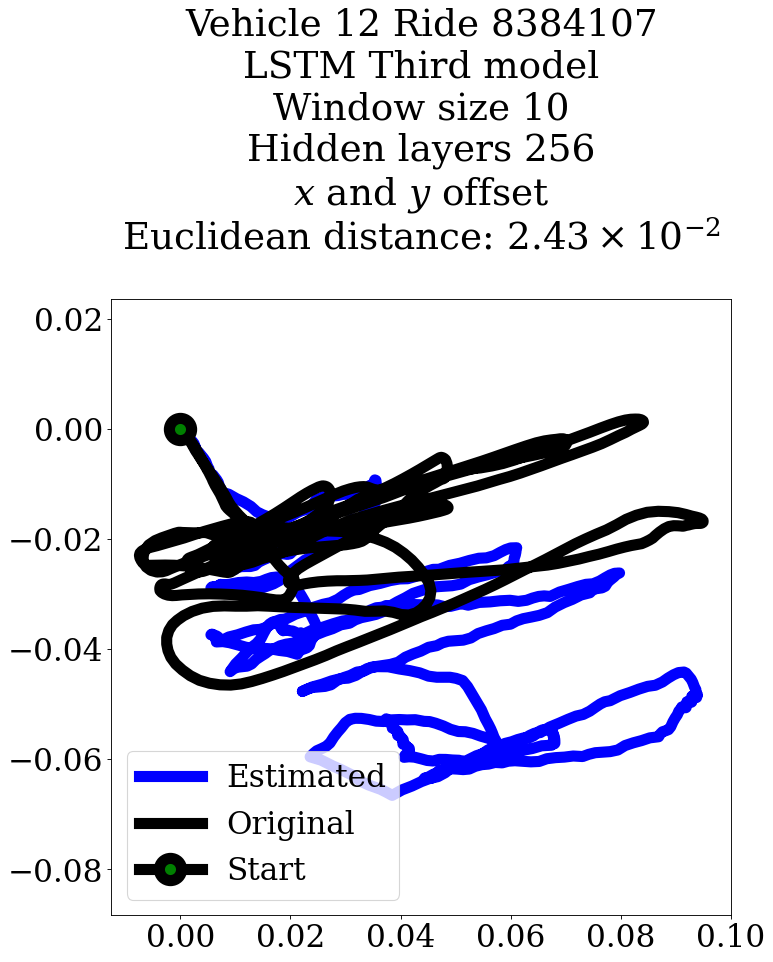 Vehicle 12 Ride 8384107
LSTM Third model
Window size 10
Hidden layers 256
x and y offset
Euclidean distance: 2.43 × 10⁻²
0.02
0.00
−0.02
−0.04
−0.06
−0.08
Estimated
Original
Start
0.00 0.02 0.04 0.06 0.08 0.10